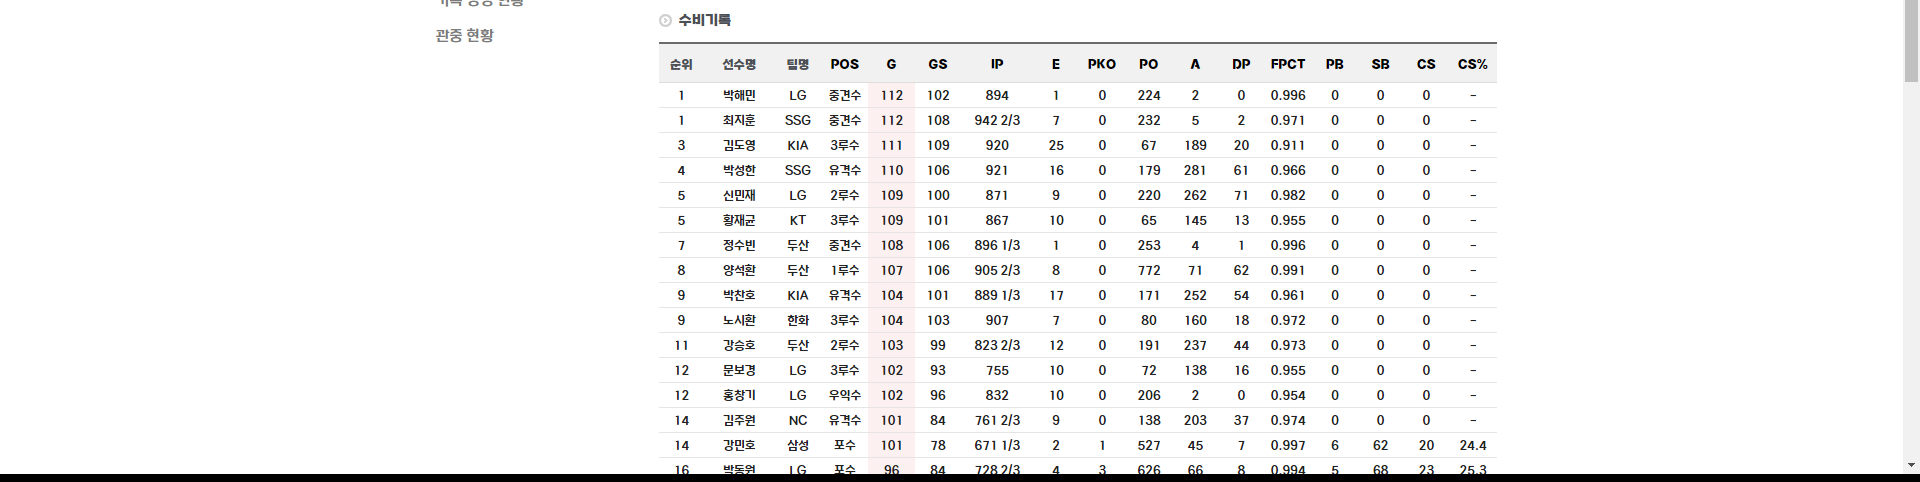 기록 정정 현황
관중 현황
수비기록
순위 선수명 팀명 POS G GS IP E PKO PO A DP FPCT PB SB CS CS%
1 박해민 LG 중견수 112 102 894 1 0 224 2 0 0.996 0 0 0 -
1 최지훈 SSG 중견수 112 108 942 2/3 7 0 232 5 2 0.971 0 0 0 -
3 김도영 KIA 3루수 111 109 920 25 0 67 189 20 0.911 0 0 0 -
4 박성한 SSG 유격수 110 106 921 16 0 179 281 61 0.966 0 0 0 -
5 신민재 LG 2루수 109 100 871 9 0 220 262 71 0.982 0 0 0 -
5 황재균 KT 3루수 109 101 867 10 0 65 145 13 0.955 0 0 0 -
7 정수빈 두산 중견수 108 106 896 1/3 1 0 253 4 1 0.996 0 0 0 -
8 양석환 두산 1루수 107 106 905 2/3 8 0 772 71 62 0.991 0 0 0 -
9 박찬호 KIA 유격수 104 101 889 1/3 17 0 171 252 54 0.961 0 0 0 -
9 노시환 한화 3루수 104 103 907 7 0 80 160 18 0.972 0 0 0 -
11 강승호 두산 2루수 103 99 823 2/3 12 0 191 237 44 0.973 0 0 0 -
12 문보경 LG 3루수 102 93 755 10 0 72 138 16 0.955 0 0 0 -
12 홍창기 LG 우익수 102 96 832 10 0 206 2 0 0.954 0 0 0 -
14 김주원 NC 유격수 101 84 761 2/3 9 0 138 203 37 0.974 0 0 0 -
14 강민호 삼성 포수 101 78 671 1/3 2 1 527 45 7 0.997 6 62 20 24.4
16 박동원 LG 포수 96 84 728 2/3 4 3 626 66 8 0.994 5 68 23 25.3